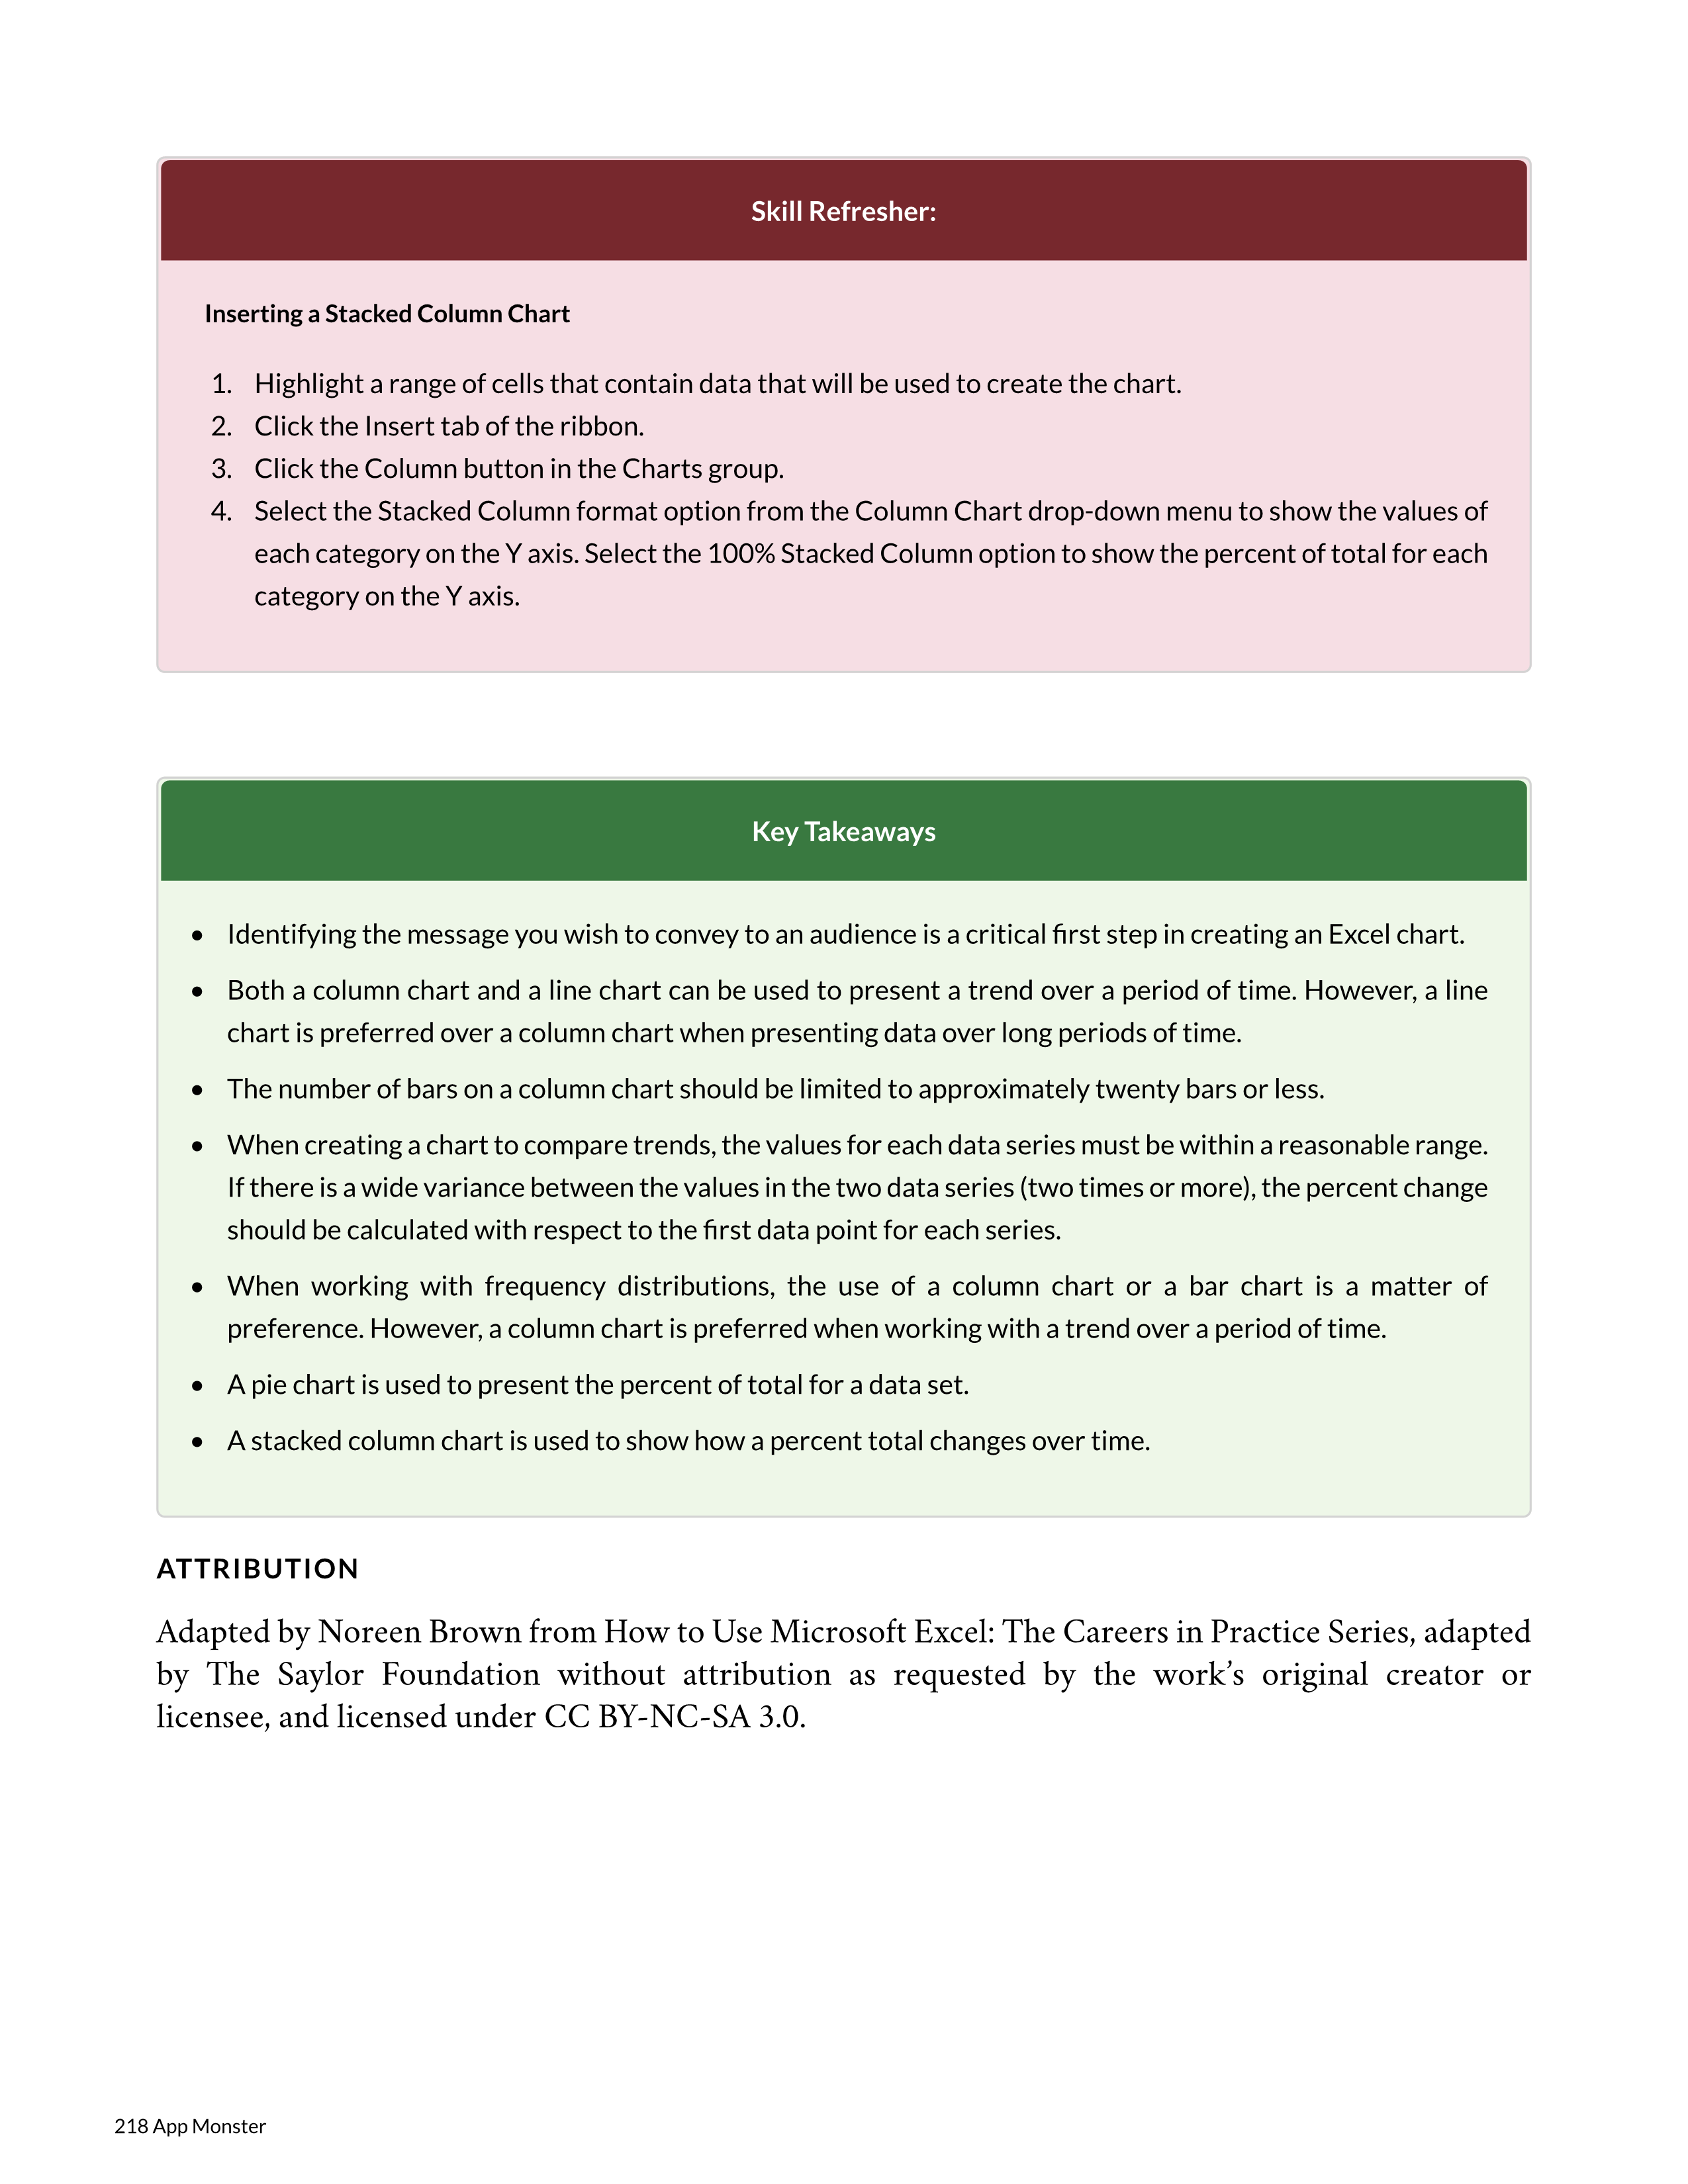 Skill Refresher:
Inserting a Stacked Column Chart
1. Highlight a range of cells that contain data that will be used to create the chart.
2. Click the Insert tab of the ribbon.
3. Click the Column button in the Charts group.
4. Select the Stacked Column format option from the Column Chart drop-down menu to show the values of
each category on the Y axis. Select the 100% Stacked Column option to show the percent of total for each
category on the Y axis.
Key Takeaways
• Identifying the message you wish to convey to an audience is a critical first step in creating an Excel chart.
• Both a column chart and a line chart can be used to present a trend over a period of time. However, a line
chart is preferred over a column chart when presenting data over long periods of time.
• The number of bars on a column chart should be limited to approximately twenty bars or less.
• When creating a chart to compare trends, the values for each data series must be within a reasonable range.
If there is a wide variance between the values in the two data series (two times or more), the percent change
should be calculated with respect to the first data point for each series.
• When working with frequency distributions, the use of a column chart or a bar chart is a matter of
preference. However, a column chart is preferred when working with a trend over a period of time.
• A pie chart is used to present the percent of total for a data set.
• A stacked column chart is used to show how a percent total changes over time.
ATTRIBUTION
Adapted by Noreen Brown from How to Use Microsoft Excel: The Careers in Practice Series, adapted
by The Saylor Foundation without attribution as requested by the work’s original creator or
licensee, and licensed under CC BY-NC-SA 3.0.
218 App Monster